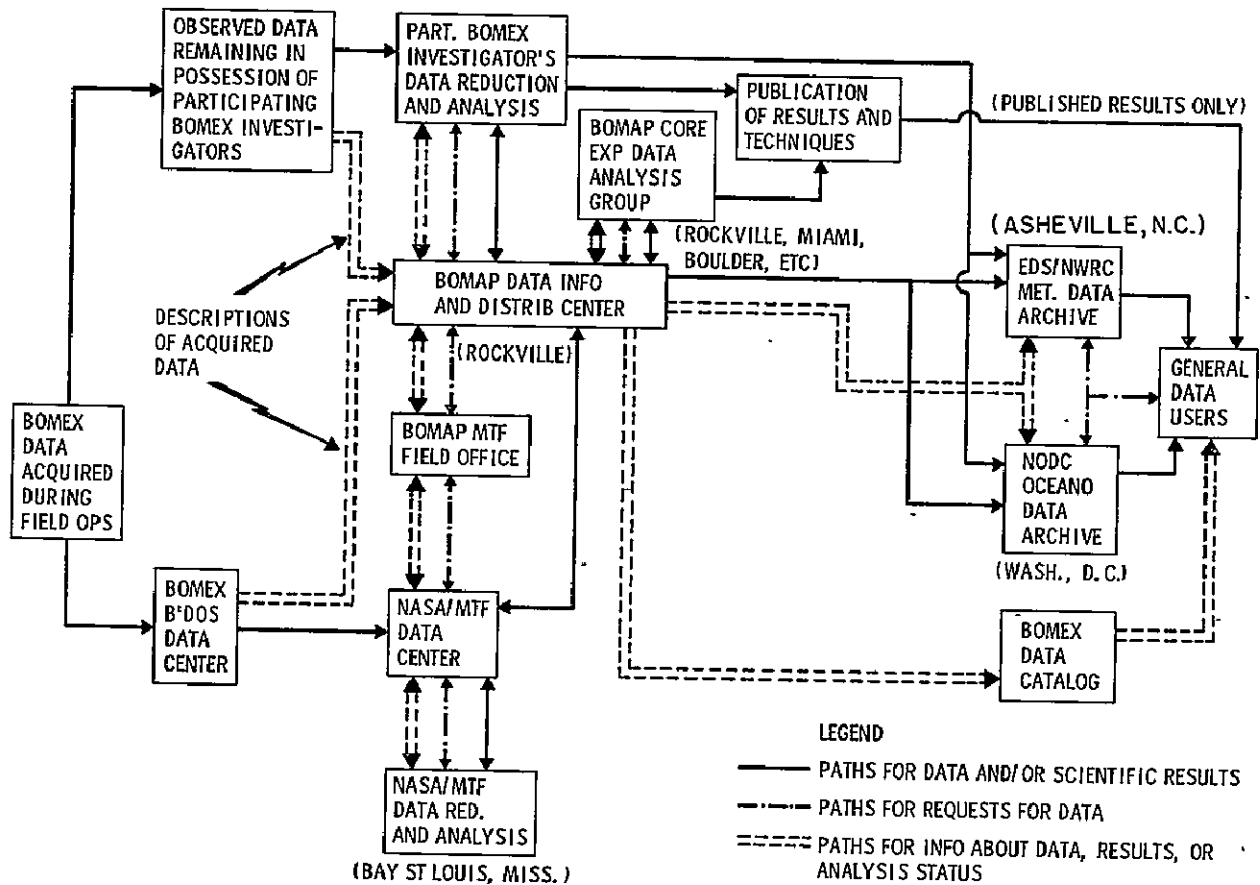 OBSERVED DATA
REMAINING IN
POSSESSION OF
PARTICIPATING
BOMEX INVESTI-
GATORS
PART. BOMEX
INVESTIGATOR'S
DATA REDUCTION
AND ANALYSIS
PUBLICATION
OF RESULTS AND
TECHNIQUES
(PUBLISHED RESULTS ONLY)
BOMAP CORE
EXP DATA
ANALYSIS
GROUP
(ROCKVILLE, MIAMI,
BOULDER, ETC)
(ASHEVILLE, N.C.)
EDS/NWRC
MET. DATA
ARCHIVE
BOMAP DATA INFO
AND DISTRIB CENTER
(ROCKVILLE)
DESCRIPTIONS
OF ACQUIRED
DATA
GENERAL
DATA
USERS
BOMEX
DATA
ACQUIRED
DURING
FIELD OPS
BOMAP MTF
FIELD OFFICE
NODC
OCEANO
DATA
ARCHIVE
(WASH., D.C.)
BOMEX
B'DOS
DATA
CENTER
NASA/MTF
DATA
CENTER
BOMEX
DATA
CATALOG
NASA/MTF
DATA RED.
AND ANALYSIS
(BAY ST LOUIS, MISS.)
LEGEND
PATHS FOR DATA AND/OR SCIENTIFIC RESULTS
PATHS FOR REQUESTS FOR DATA
PATHS FOR INFO ABOUT DATA, RESULTS, OR
ANALYSIS STATUS